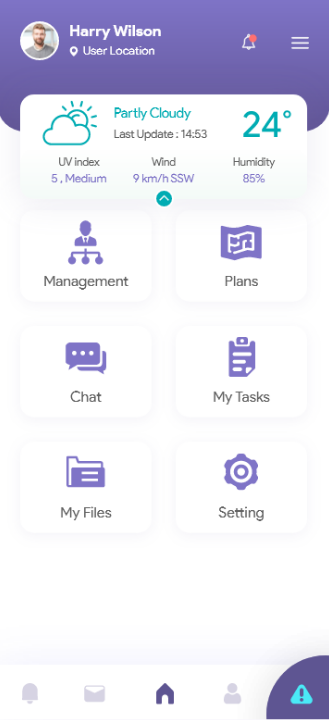 Harry Wilson
User Location
Partly Cloudy
Last Update : 14:53
24°
UV index Wind Humidity
5 , Medium 9 km/h SSW 85%
Management Plans
Chat My Tasks
My Files Setting